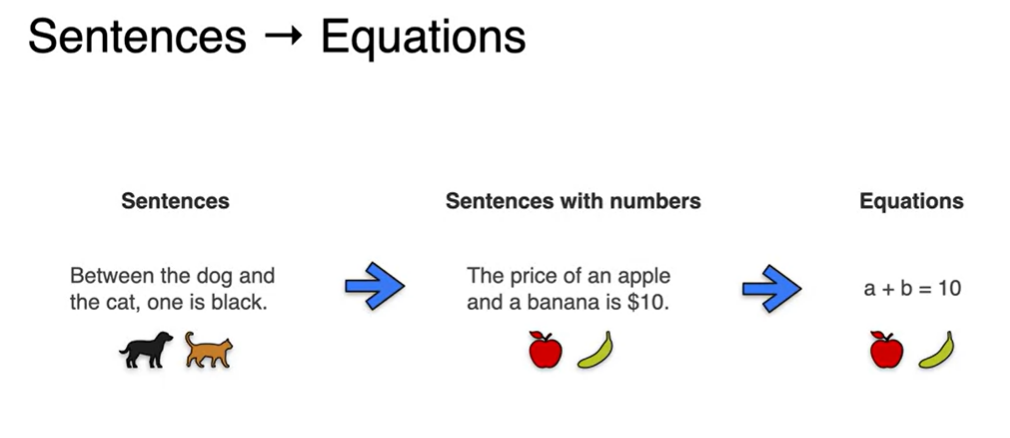 Sentences → Equations
Sentences
Sentences with numbers
Equations
Between the dog and
the cat, one is black.
The price of an apple
and a banana is $10.
a + b = 10